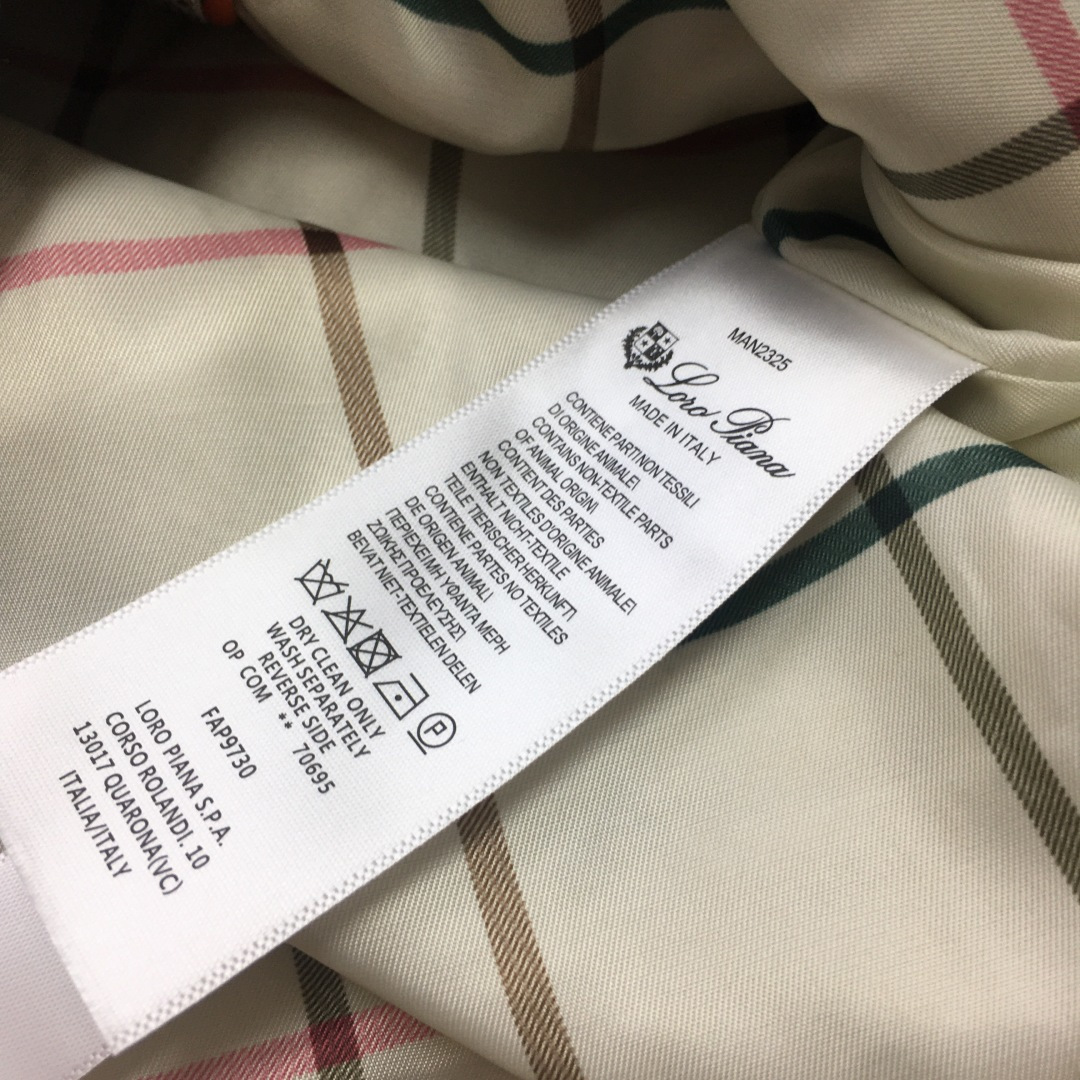 MAN2325
Loro Piana
MADE IN ITALY
CONTIENE PARTI NON TESSILI
DI ORIGINE ANIMALE|
CONTAINS NON-TEXTILE PARTS
OF ANIMAL ORIGIN\
CONTIENT DES PARTIES
NON TEXTILES D'ORIGINE ANIMALE|
ENTHALT NICHT-TEXTILE
TEILE TIERISCHER HERKUNFT\
CONTIENE PARTES NO TEXTILES
DE ORIGEN ANIMAL\
ΠΕΡΙΕΧΕΙ ΜΗ ΥΦΑΝΤΑ ΜΕΡΗ
ΖΩΙΚΗΣ ΠΡΟΕΛΕΥΣΗΣ|
BEVAT NIET-TEXTIELEN DELEN
P
DRY CLEAN ONLY
WASH SEPARATELY
REVERSE SIDE
OP COM ** 70695
FAP9730
LORO PIANA S.P.A.
CORSO ROLANDI. 10
13017 QUARONA(VC)
ITALIA/ITALY